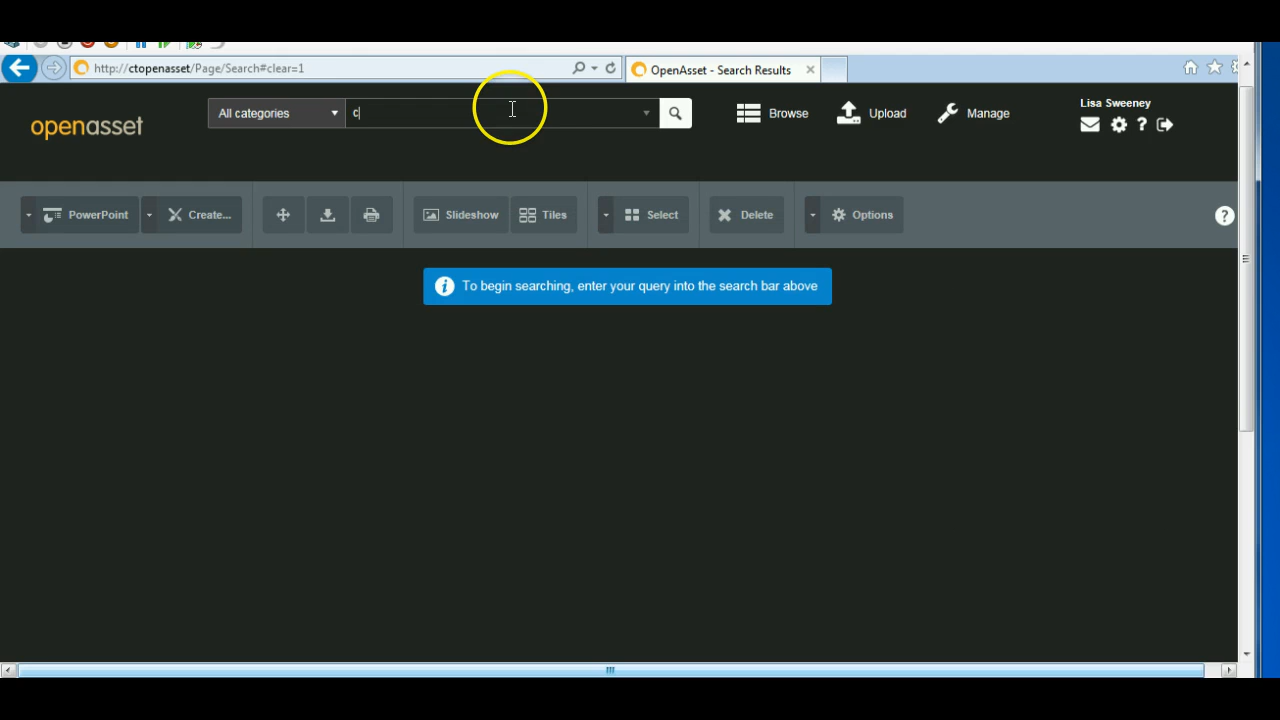 http://ctopenasset/Page/Search#clear=1
OpenAsset - Search Results
openasset
All categories
c
Browse
Upload
Manage
Lisa Sweeney
PowerPoint
Create...
Slideshow
Tiles
Select
Delete
Options
To begin searching, enter your query into the search bar above